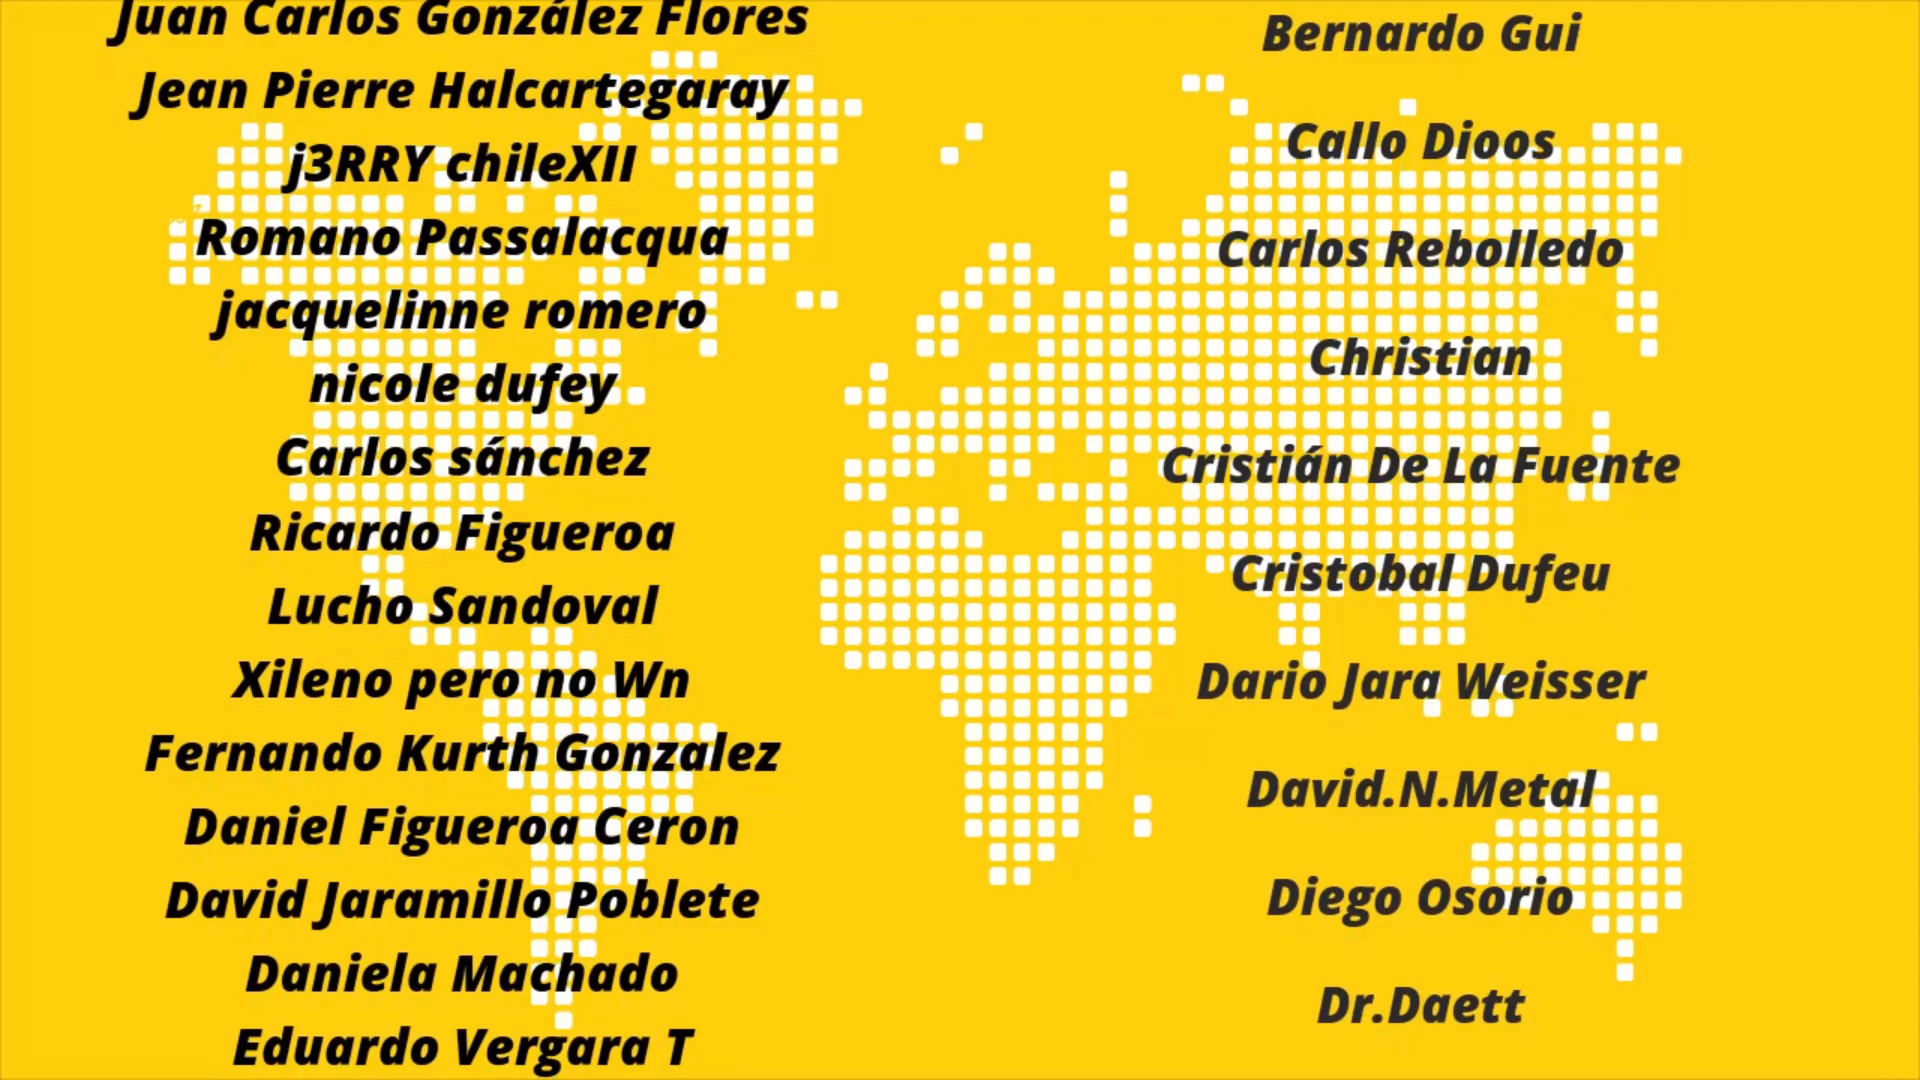 Juan Carlos González Flores
Jean Pierre Halcartegaray
j3RRY chileXII
Romano Passalacqua
jacquelinne romero
nicole dufey
Carlos sánchez
Ricardo Figueroa
Lucho Sandoval
Xileno pero no Wn
Fernando Kurth Gonzalez
Daniel Figueroa Ceron
David Jaramillo Poblete
Daniela Machado
Eduardo Vergara T
Bernardo Gui
Callo Dioos
Carlos Rebolledo
Christian
Cristián De La Fuente
Cristobal Dufeu
Dario Jara Weisser
David.N.Metal
Diego Osorio
Dr.Daett